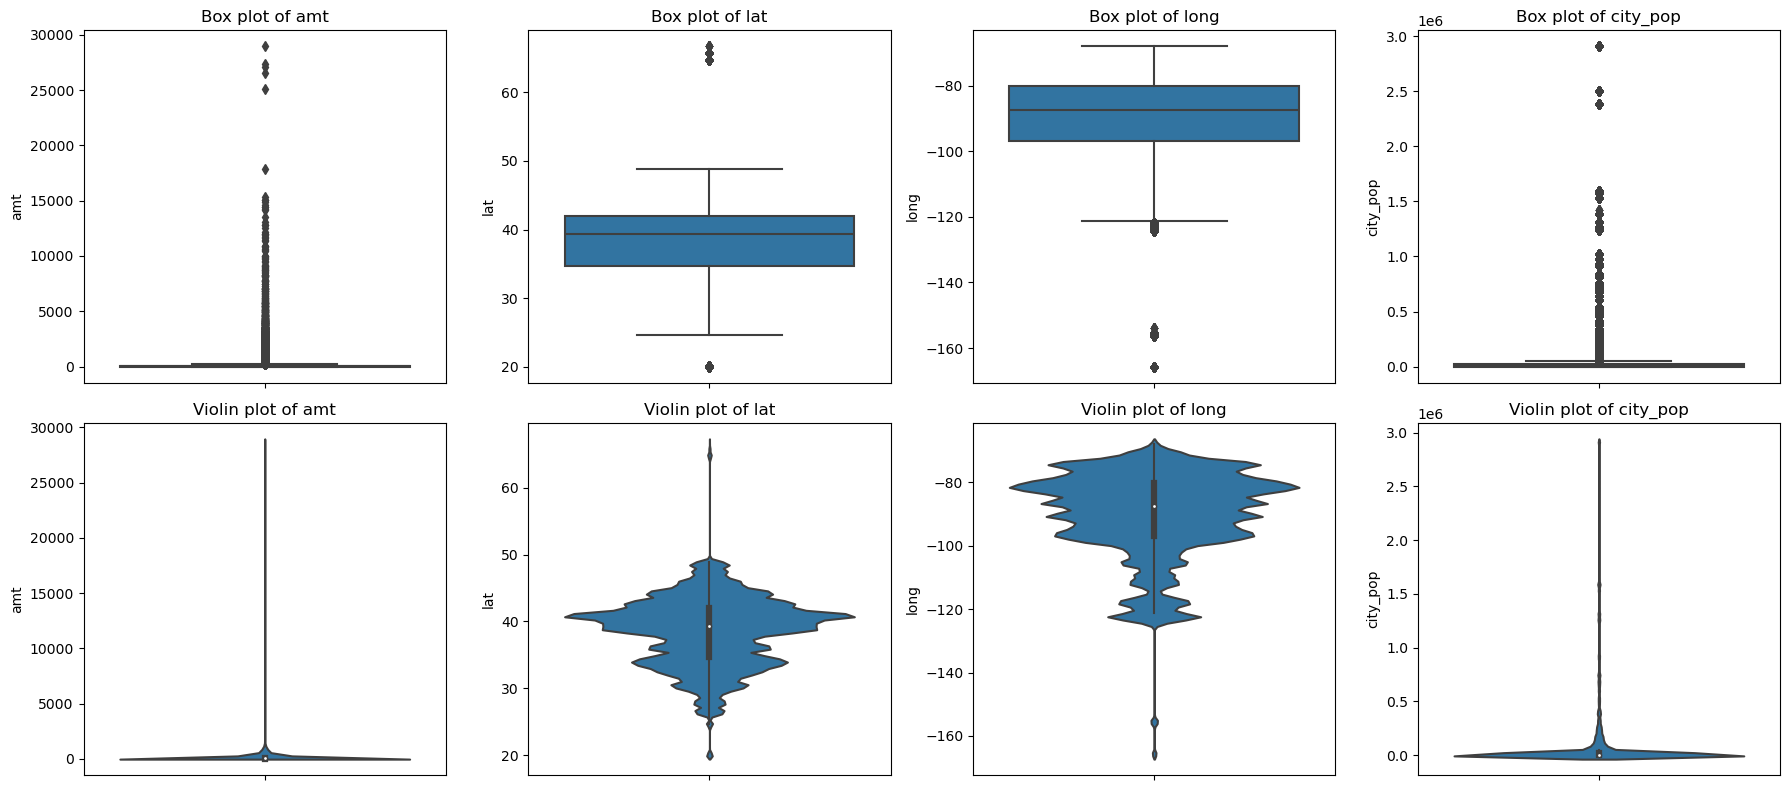 Box plot of amt
30000
25000
20000
15000
10000
5000
0
amt
Box plot of lat
60
50
40
30
20
lat
Box plot of long
−80
−100
−120
−140
−160
long
Box plot of city_pop
1e6
3.0
2.5
2.0
1.5
1.0
0.5
0.0
city_pop
Violin plot of amt
30000
25000
20000
15000
10000
5000
0
amt
Violin plot of lat
60
50
40
30
20
lat
Violin plot of long
−80
−100
−120
−140
−160
long
Violin plot of city_pop
1e6
3.0
2.5
2.0
1.5
1.0
0.5
0.0
city_pop